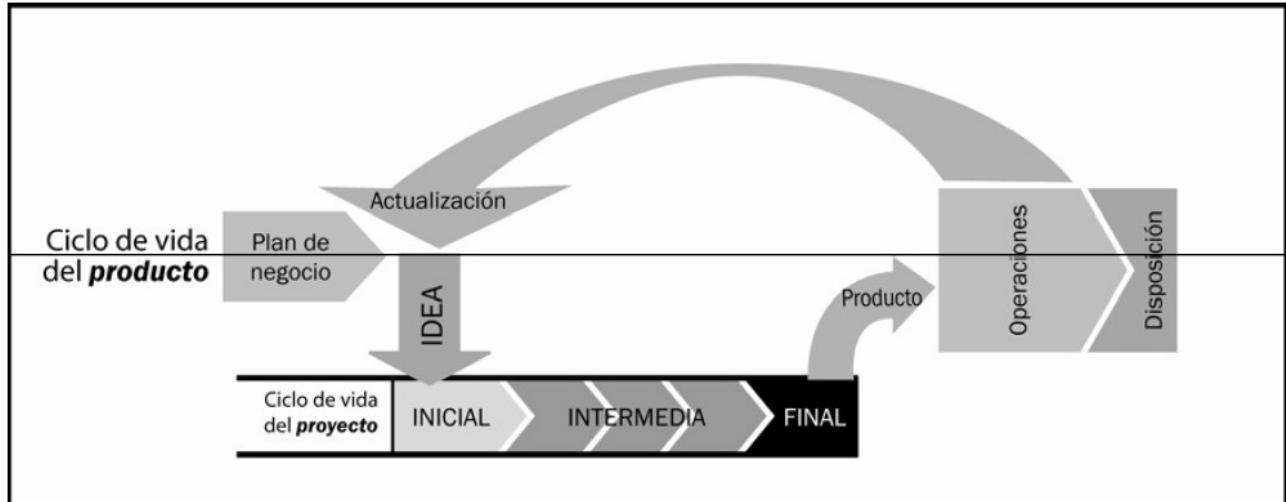 Actualización
Ciclo de vida
del producto
Plan de
negocio
IDEA
Producto
Operaciones
Disposición
Ciclo de vida
del proyecto
INICIAL
INTERMEDIA
FINAL